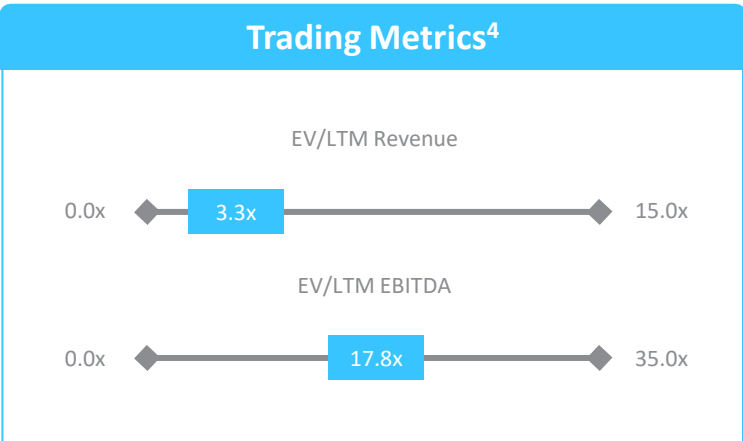 Trading Metrics4
EV/LTM Revenue
0.0x 3.3x 15.0x
EV/LTM EBITDA
0.0x 17.8x 35.0x